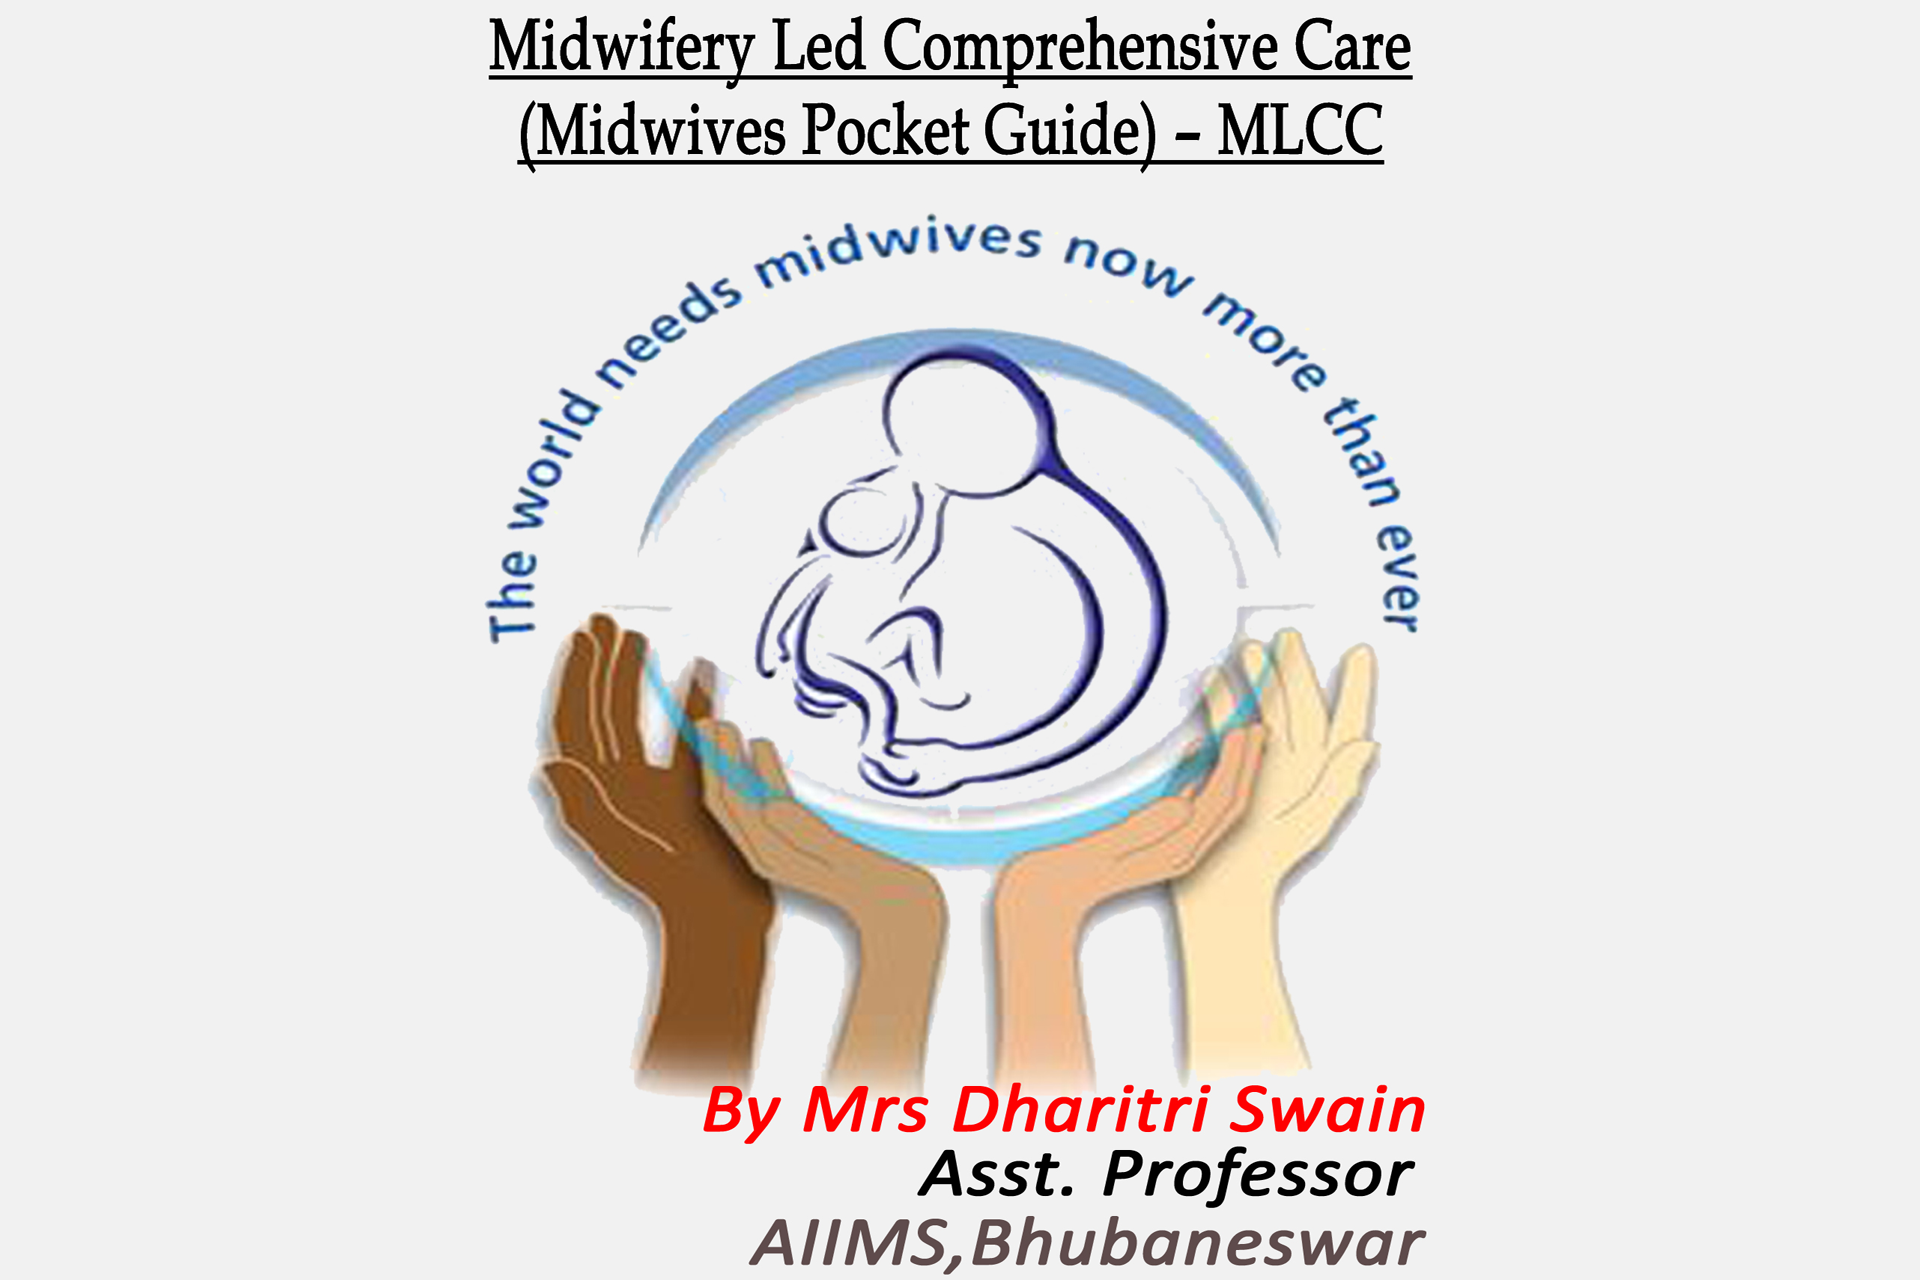 Midwifery Led Comprehensive Care
(Midwives Pocket Guide) – MLCC
The world needs midwives now more than ever
By Mrs Dharitri Swain
Asst. Professor
AIIMS,Bhubaneswar